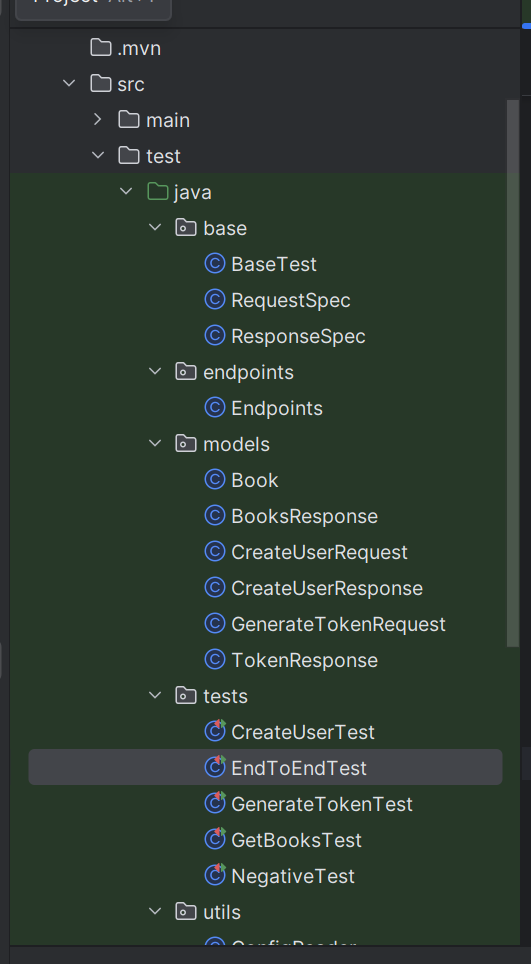 .mvn
src
main
test
java
base
BaseTest
RequestSpec
ResponseSpec
endpoints
Endpoints
models
Book
BooksResponse
CreateUserRequest
CreateUserResponse
GenerateTokenRequest
TokenResponse
tests
CreateUserTest
EndToEndTest
GenerateTokenTest
GetBooksTest
NegativeTest
utils